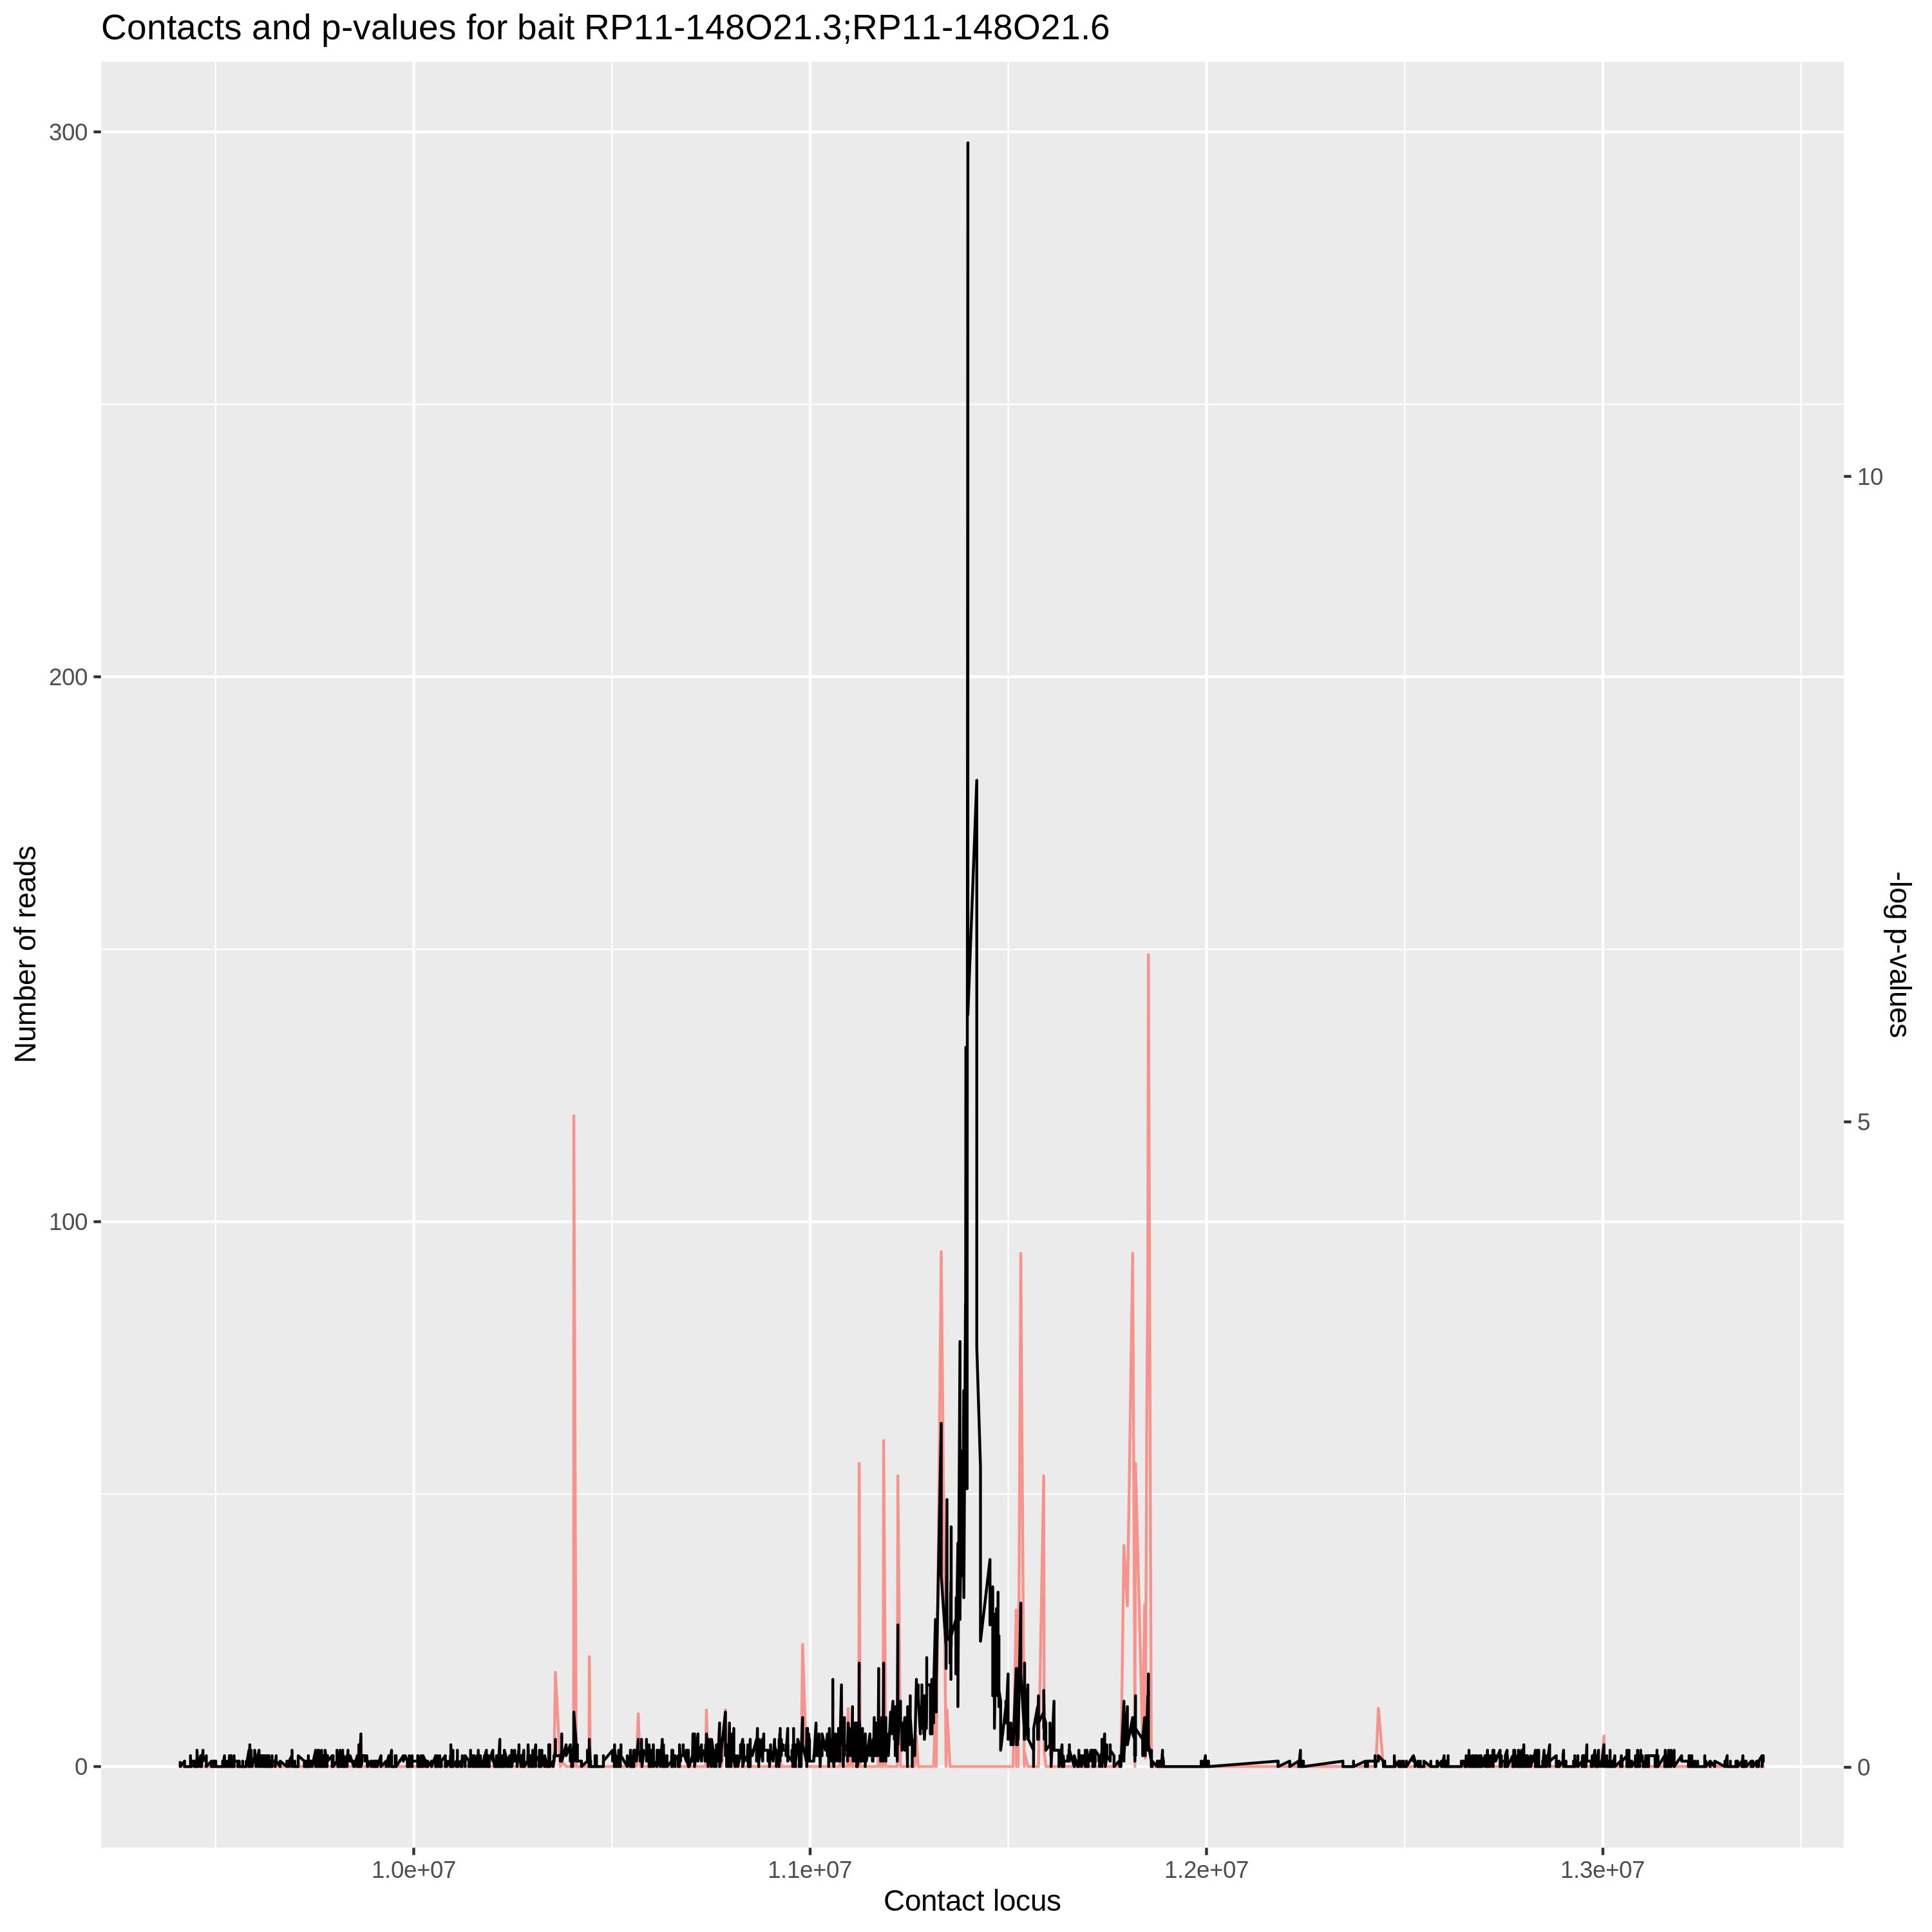 Contacts and p-values for bait RP11-148O21.3;RP11-148O21.6
300
200
100
0
Number of reads
10
5
0
-log p-values
1.0e+07
1.1e+07
1.2e+07
1.3e+07
Contact locus